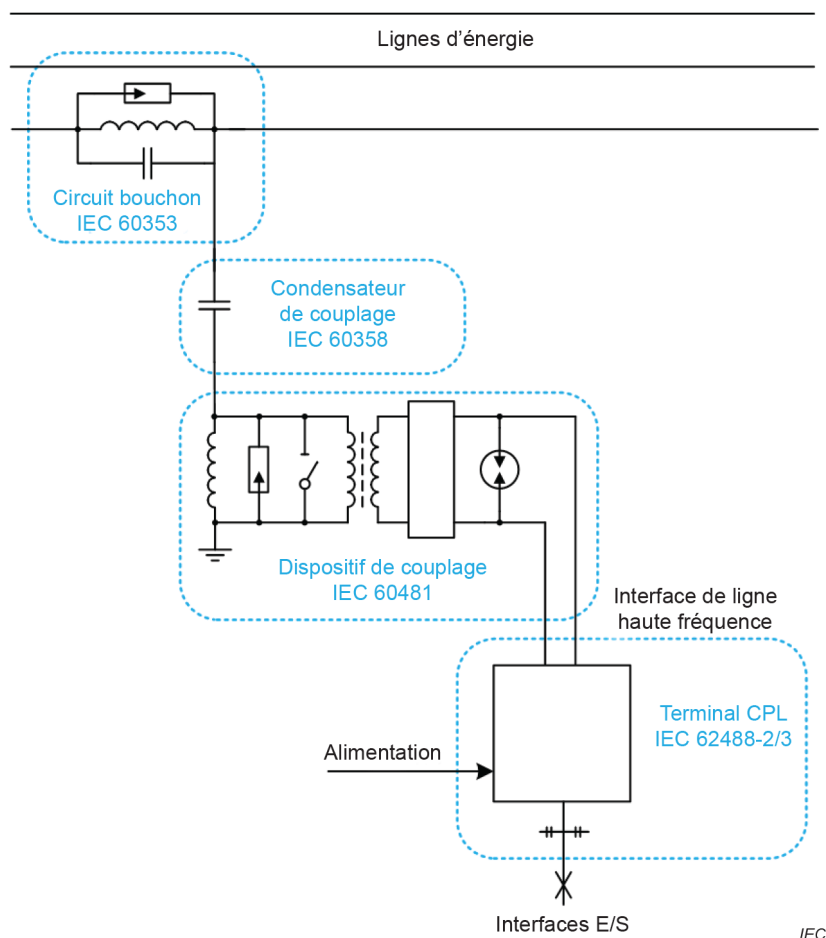 Lignes d’énergie
Circuit bouchon
IEC 60353
Condensateur
de couplage
IEC 60358
Dispositif de couplage
IEC 60481
Interface de ligne
haute fréquence
Terminal CPL
IEC 62488-2/3
Alimentation
Interfaces E/S
IEC